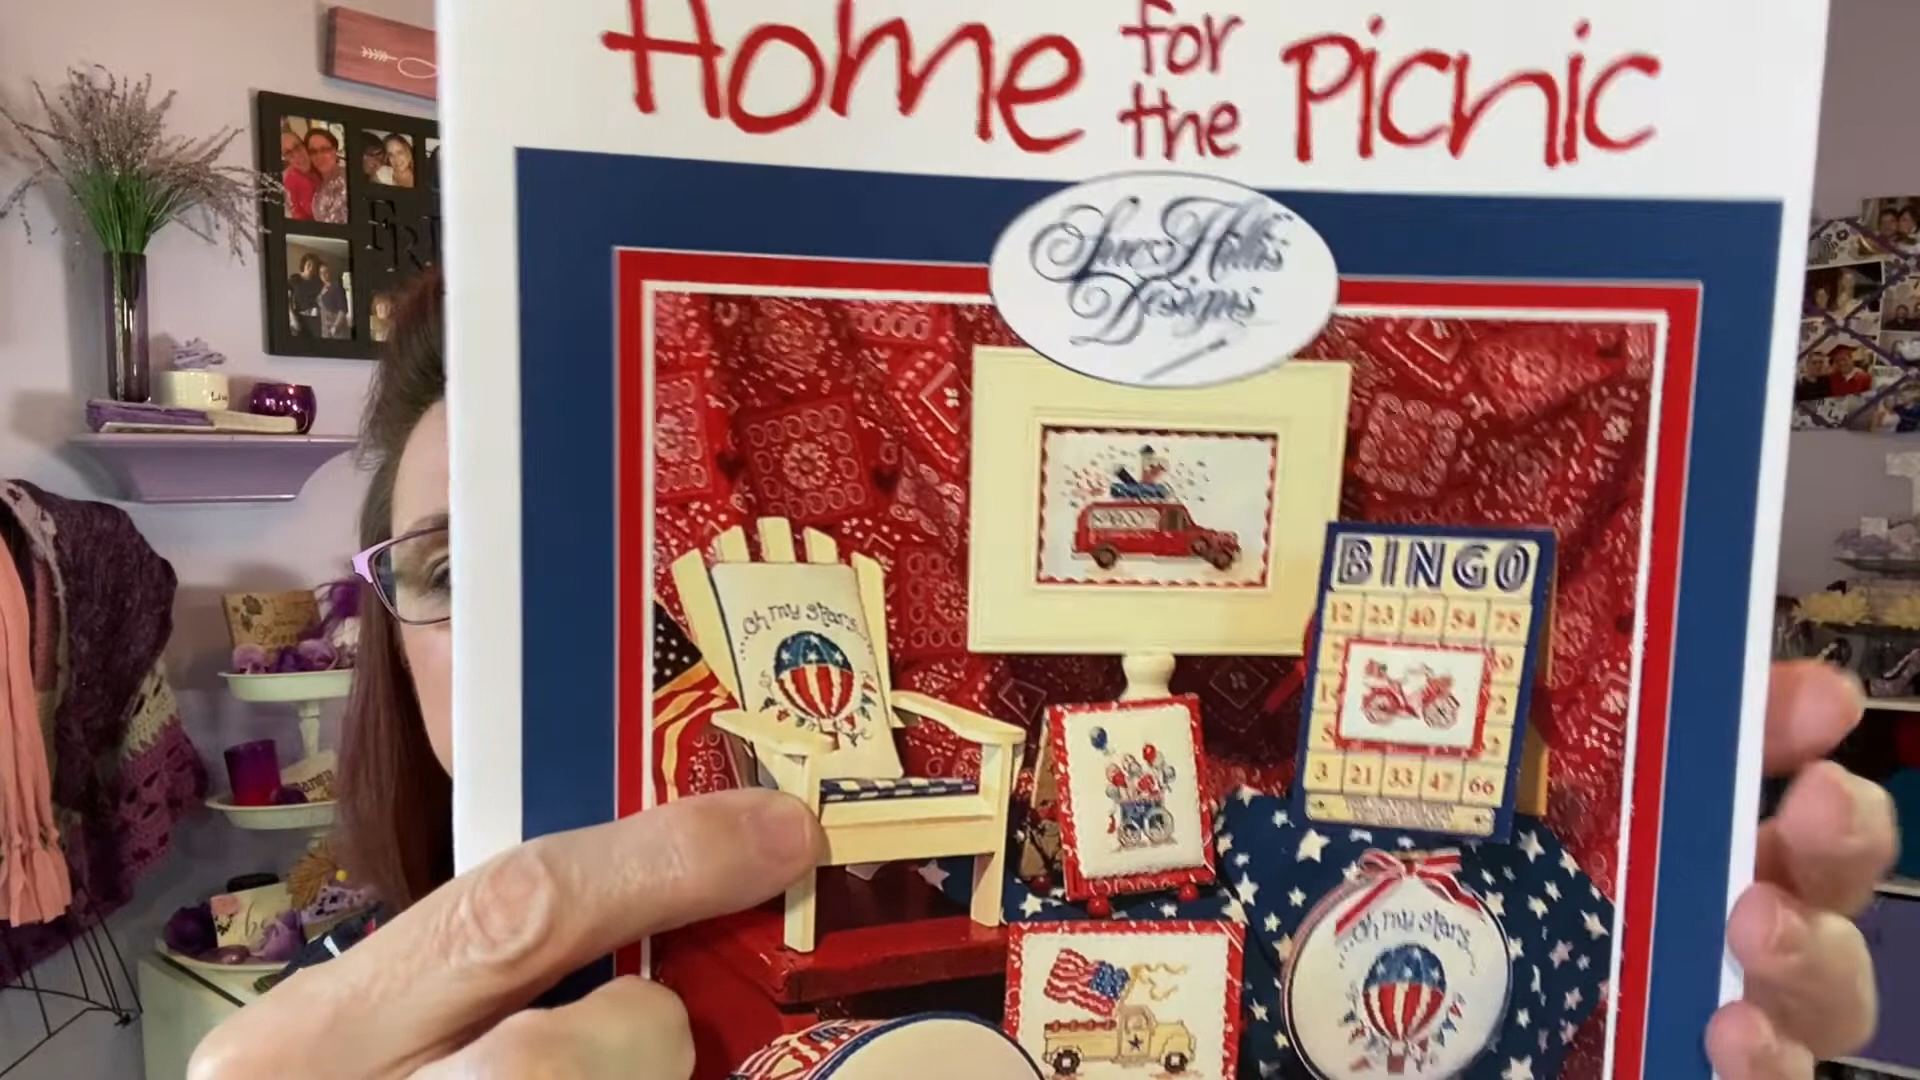 Home for the Picnic
Sue Hillis
Designs
...oh my stars...
BINGO
12 23 40 54 75
3 21 33 47 66
...oh my stars...